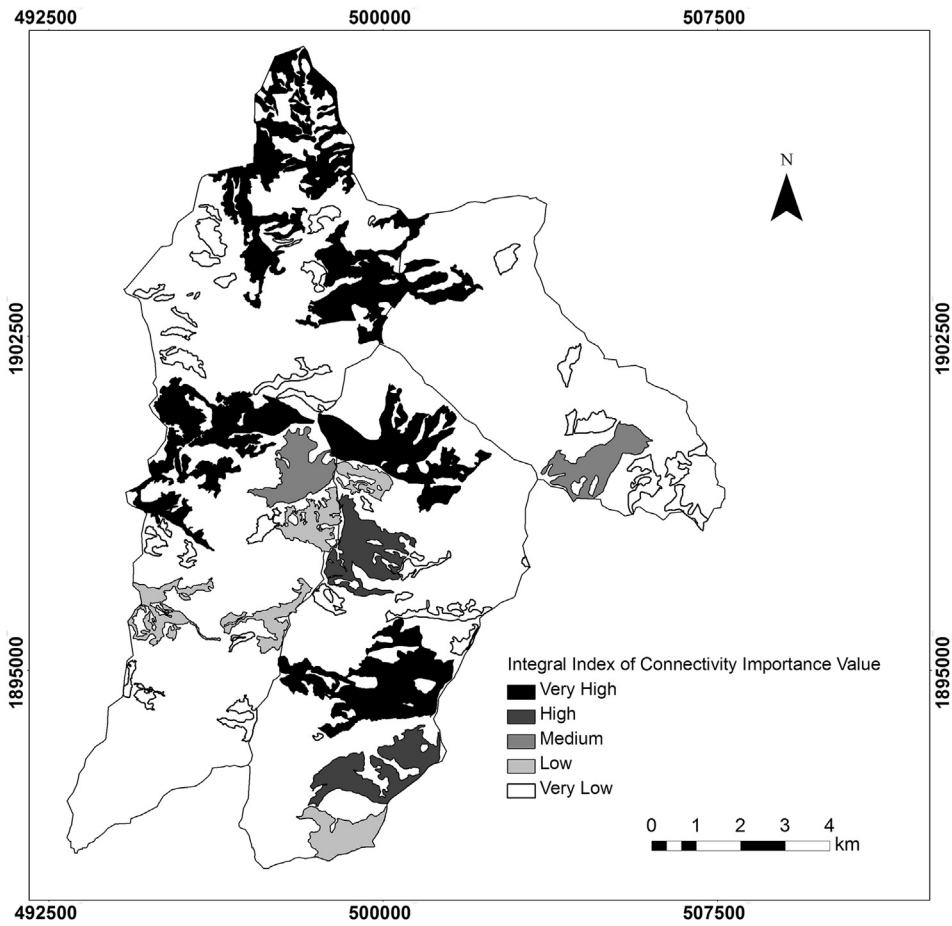 492500 500000 507500
N
1902500 1902500
1895000 1895000
Integral Index of Connectivity Importance Value
Very High
High
Medium
Low
Very Low
0 1 2 3 4
km
492500 500000 507500